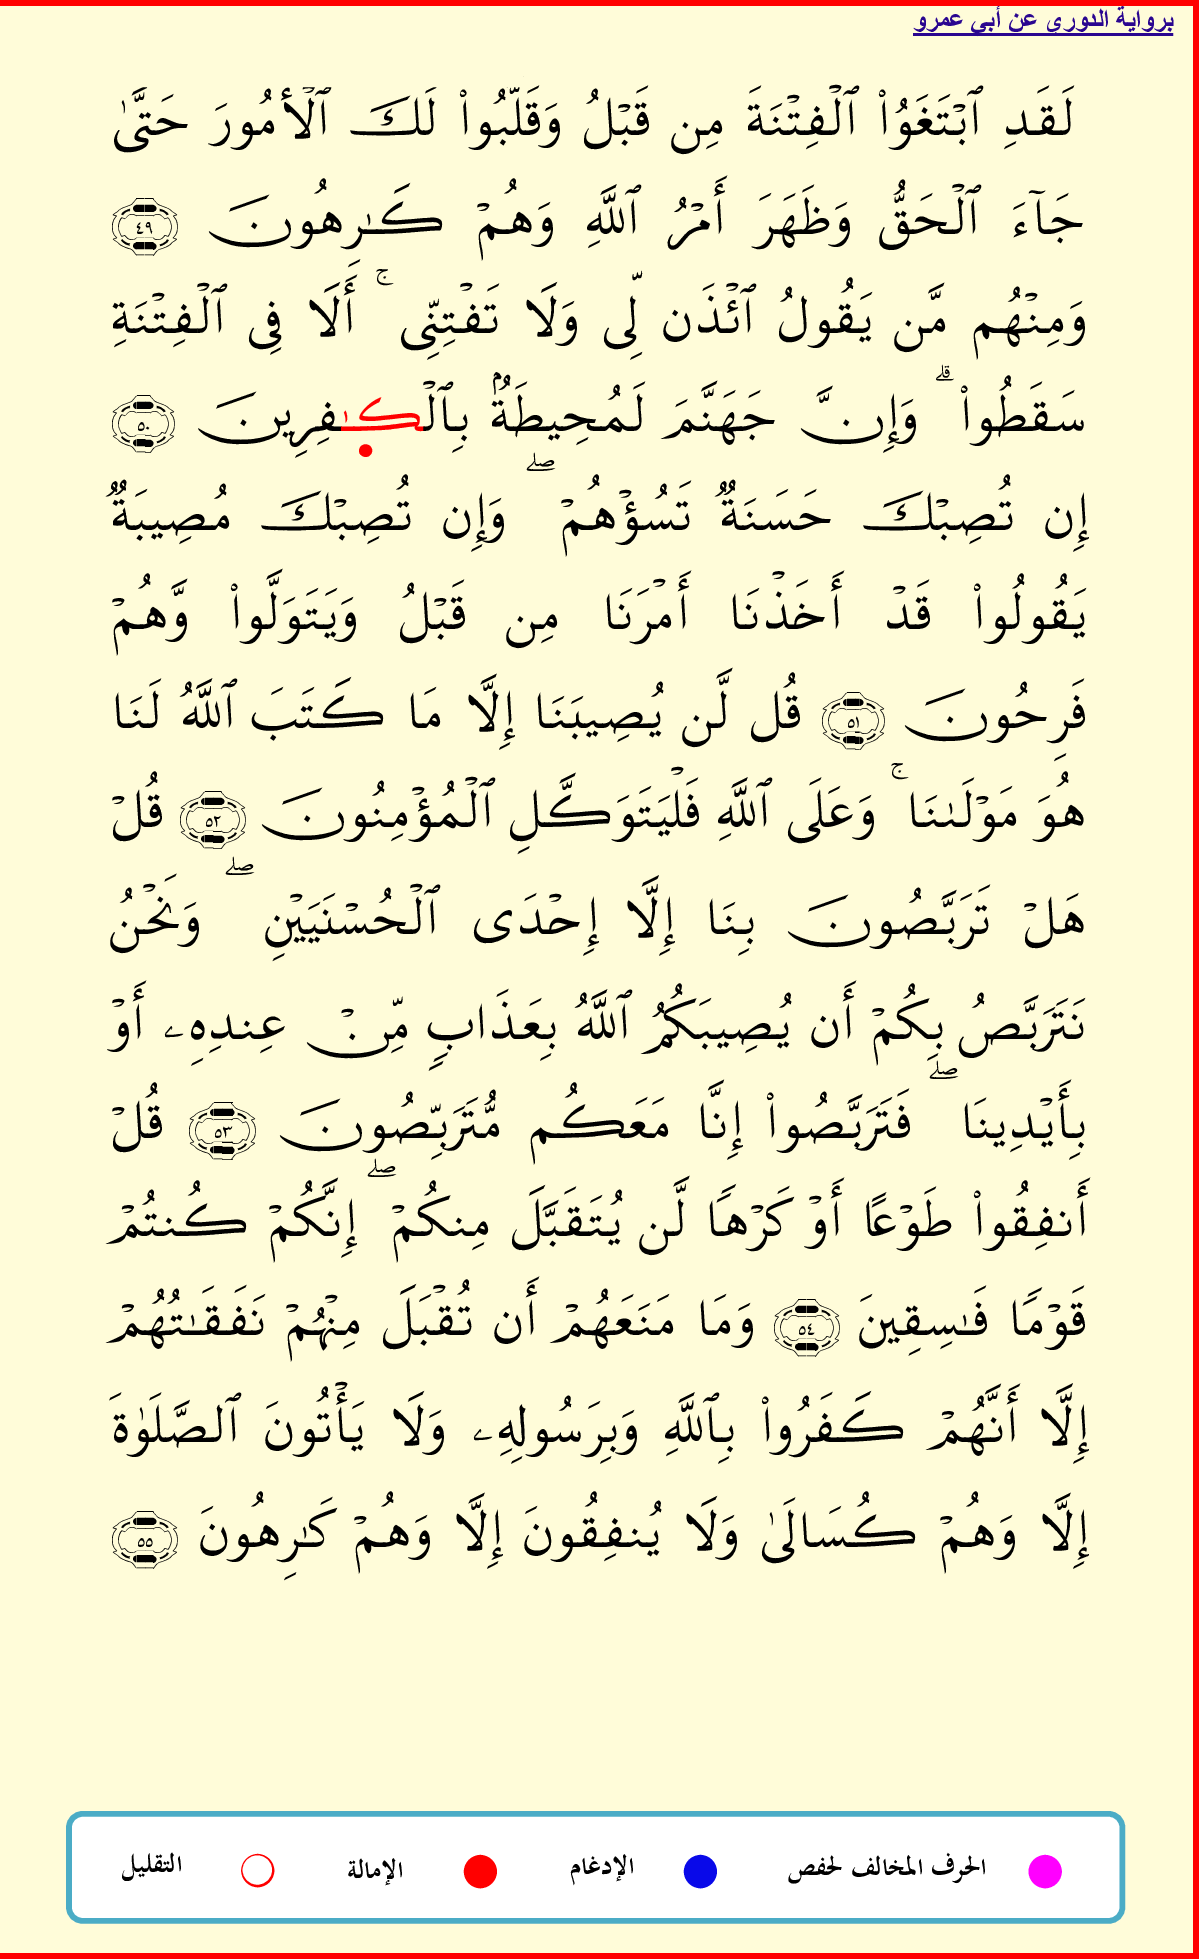 برواية الدوري عن أبي عمرو
لَقَدِ ٱبۡتَغَوُاْ ٱلۡفِتۡنَةَ مِن قَبۡلُ وَقَلَّبُواْ لَكَ ٱلۡأُمُورَ حَتَّىٰ
جَآءَ ٱلۡحَقُّ وَظَهَرَ أَمۡرُ ٱللَّهِ وَهُمۡ كَٰرِهُونَ ٤٩
وَمِنۡهُم مَّن يَقُولُ ٱئۡذَن لِّي وَلَا تَفۡتِنِّيۚ أَلَا فِي ٱلۡفِتۡنَةِ
سَقَطُواْۗ وَإِنَّ جَهَنَّمَ لَمُحِيطَةُۢ بِٱلۡكَٰفِرِينَ ٥٠
إِن تُصِبۡكَ حَسَنَةٞ تَسُؤۡهُمۡۖ وَإِن تُصِبۡكَ مُصِيبَةٞ
يَقُولُواْ قَدۡ أَخَذۡنَا أَمۡرَنَا مِن قَبۡلُ وَيَتَوَلَّواْ وَّهُمۡ
فَرِحُونَ ٥١ قُل لَّن يُصِيبَنَا إِلَّا مَا كَتَبَ ٱللَّهُ لَنَا
هُوَ مَوۡلَىٰنَاۚ وَعَلَى ٱللَّهِ فَلۡيَتَوَكَّلِ ٱلۡمُؤۡمِنُونَ ٥٢ قُلۡ
هَلۡ تَرَبَّصُونَ بِنَا إِلَّا إِحۡدَى ٱلۡحُسۡنَيَيۡنِۖ وَنَحۡنُ
نَتَرَبَّصُ بِكُمۡ أَن يُصِيبَكُمُ ٱللَّهُ بِعَذَابٖ مِّنۡ عِندِهِۦ أَوۡ
بِأَيۡدِينَاۖ فَتَرَبَّصُواْ إِنَّا مَعَكُم مُّتَرَبِّصُونَ ٥٣ قُلۡ
أَنفِقُواْ طَوۡعًا أَوۡ كَرۡهٗا لَّن يُتَقَبَّلَ مِنكُمۡۖ إِنَّكُمۡ كُنتُمۡ
قَوۡمٗا فَٰسِقِينَ ٥٤ وَمَا مَنَعَهُمۡ أَن تُقۡبَلَ مِنۡهُمۡ نَفَقَٰتُهُمۡ
إِلَّا أَنَّهُمۡ كَفَرُواْ بِٱللَّهِ وَبِرَسُولِهِۦ وَلَا يَأۡتُونَ ٱلصَّلَوٰةَ
إِلَّا وَهُمۡ كُسَالَىٰ وَلَا يُنفِقُونَ إِلَّا وَهُمۡ كَٰرِهُونَ ٥٥
الحرف المخالف لحفص الإدغام الإمالة التقليل